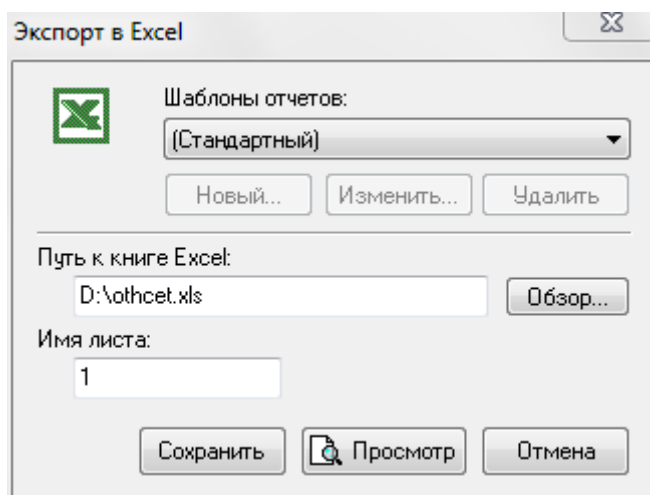 Экспорт в Excel
Шаблоны отчетов:
(Стандартный)
Новый... Изменить... Удалить
Путь к книге Excel:
D:\othcet.xls Обзор...
Имя листа:
1
Сохранить Просмотр Отмена